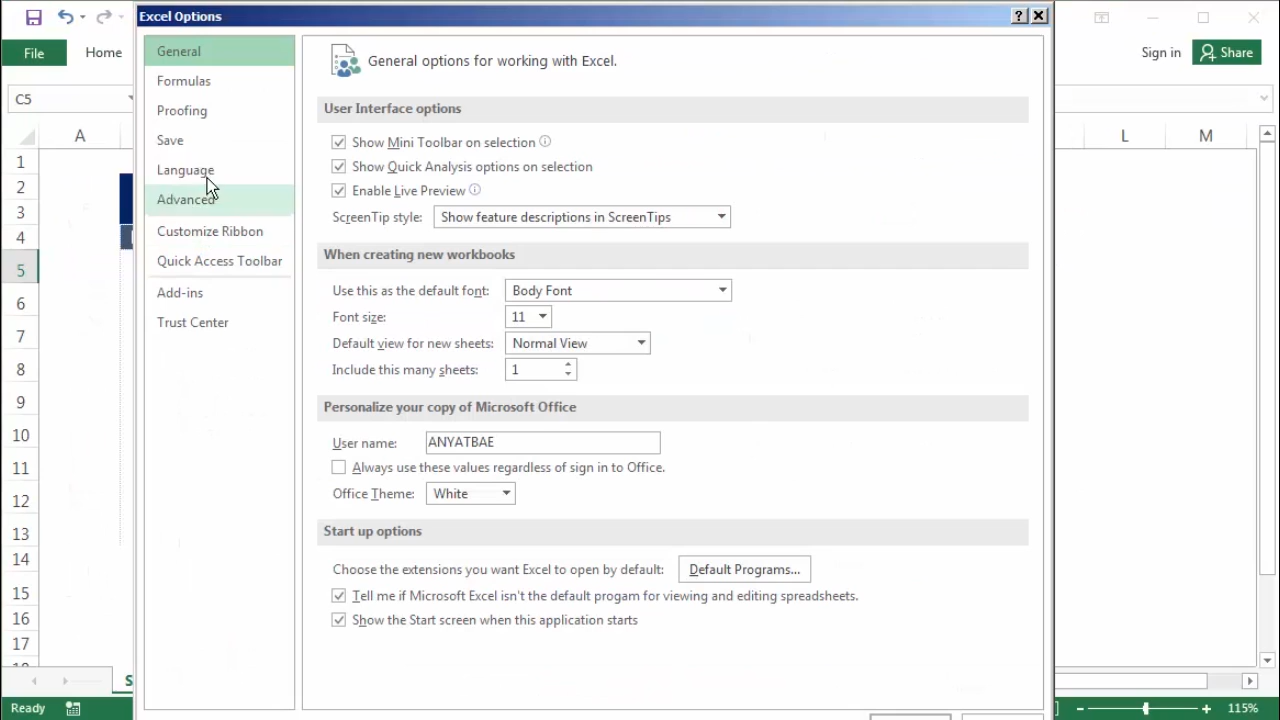 Excel Options
?
File
Home
Sign in
Share
C5
A
L
M
1
2
3
4
5
6
7
8
9
10
11
12
13
14
15
16
17
General
Formulas
Proofing
Save
Language
Advanced
Customize Ribbon
Quick Access Toolbar
Add-ins
Trust Center
General options for working with Excel.
User Interface options
Show Mini Toolbar on selection
Show Quick Analysis options on selection
Enable Live Preview
ScreenTip style: Show feature descriptions in ScreenTips
When creating new workbooks
Use this as the default font: Body Font
Font size: 11
Default view for new sheets: Normal View
Include this many sheets: 1
Personalize your copy of Microsoft Office
User name: ANYATBAE
Always use these values regardless of sign in to Office.
Office Theme: White
Start up options
Choose the extensions you want Excel to open by default: Default Programs...
Tell me if Microsoft Excel isn't the default progam for viewing and editing spreadsheets.
Show the Start screen when this application starts
Ready
115%